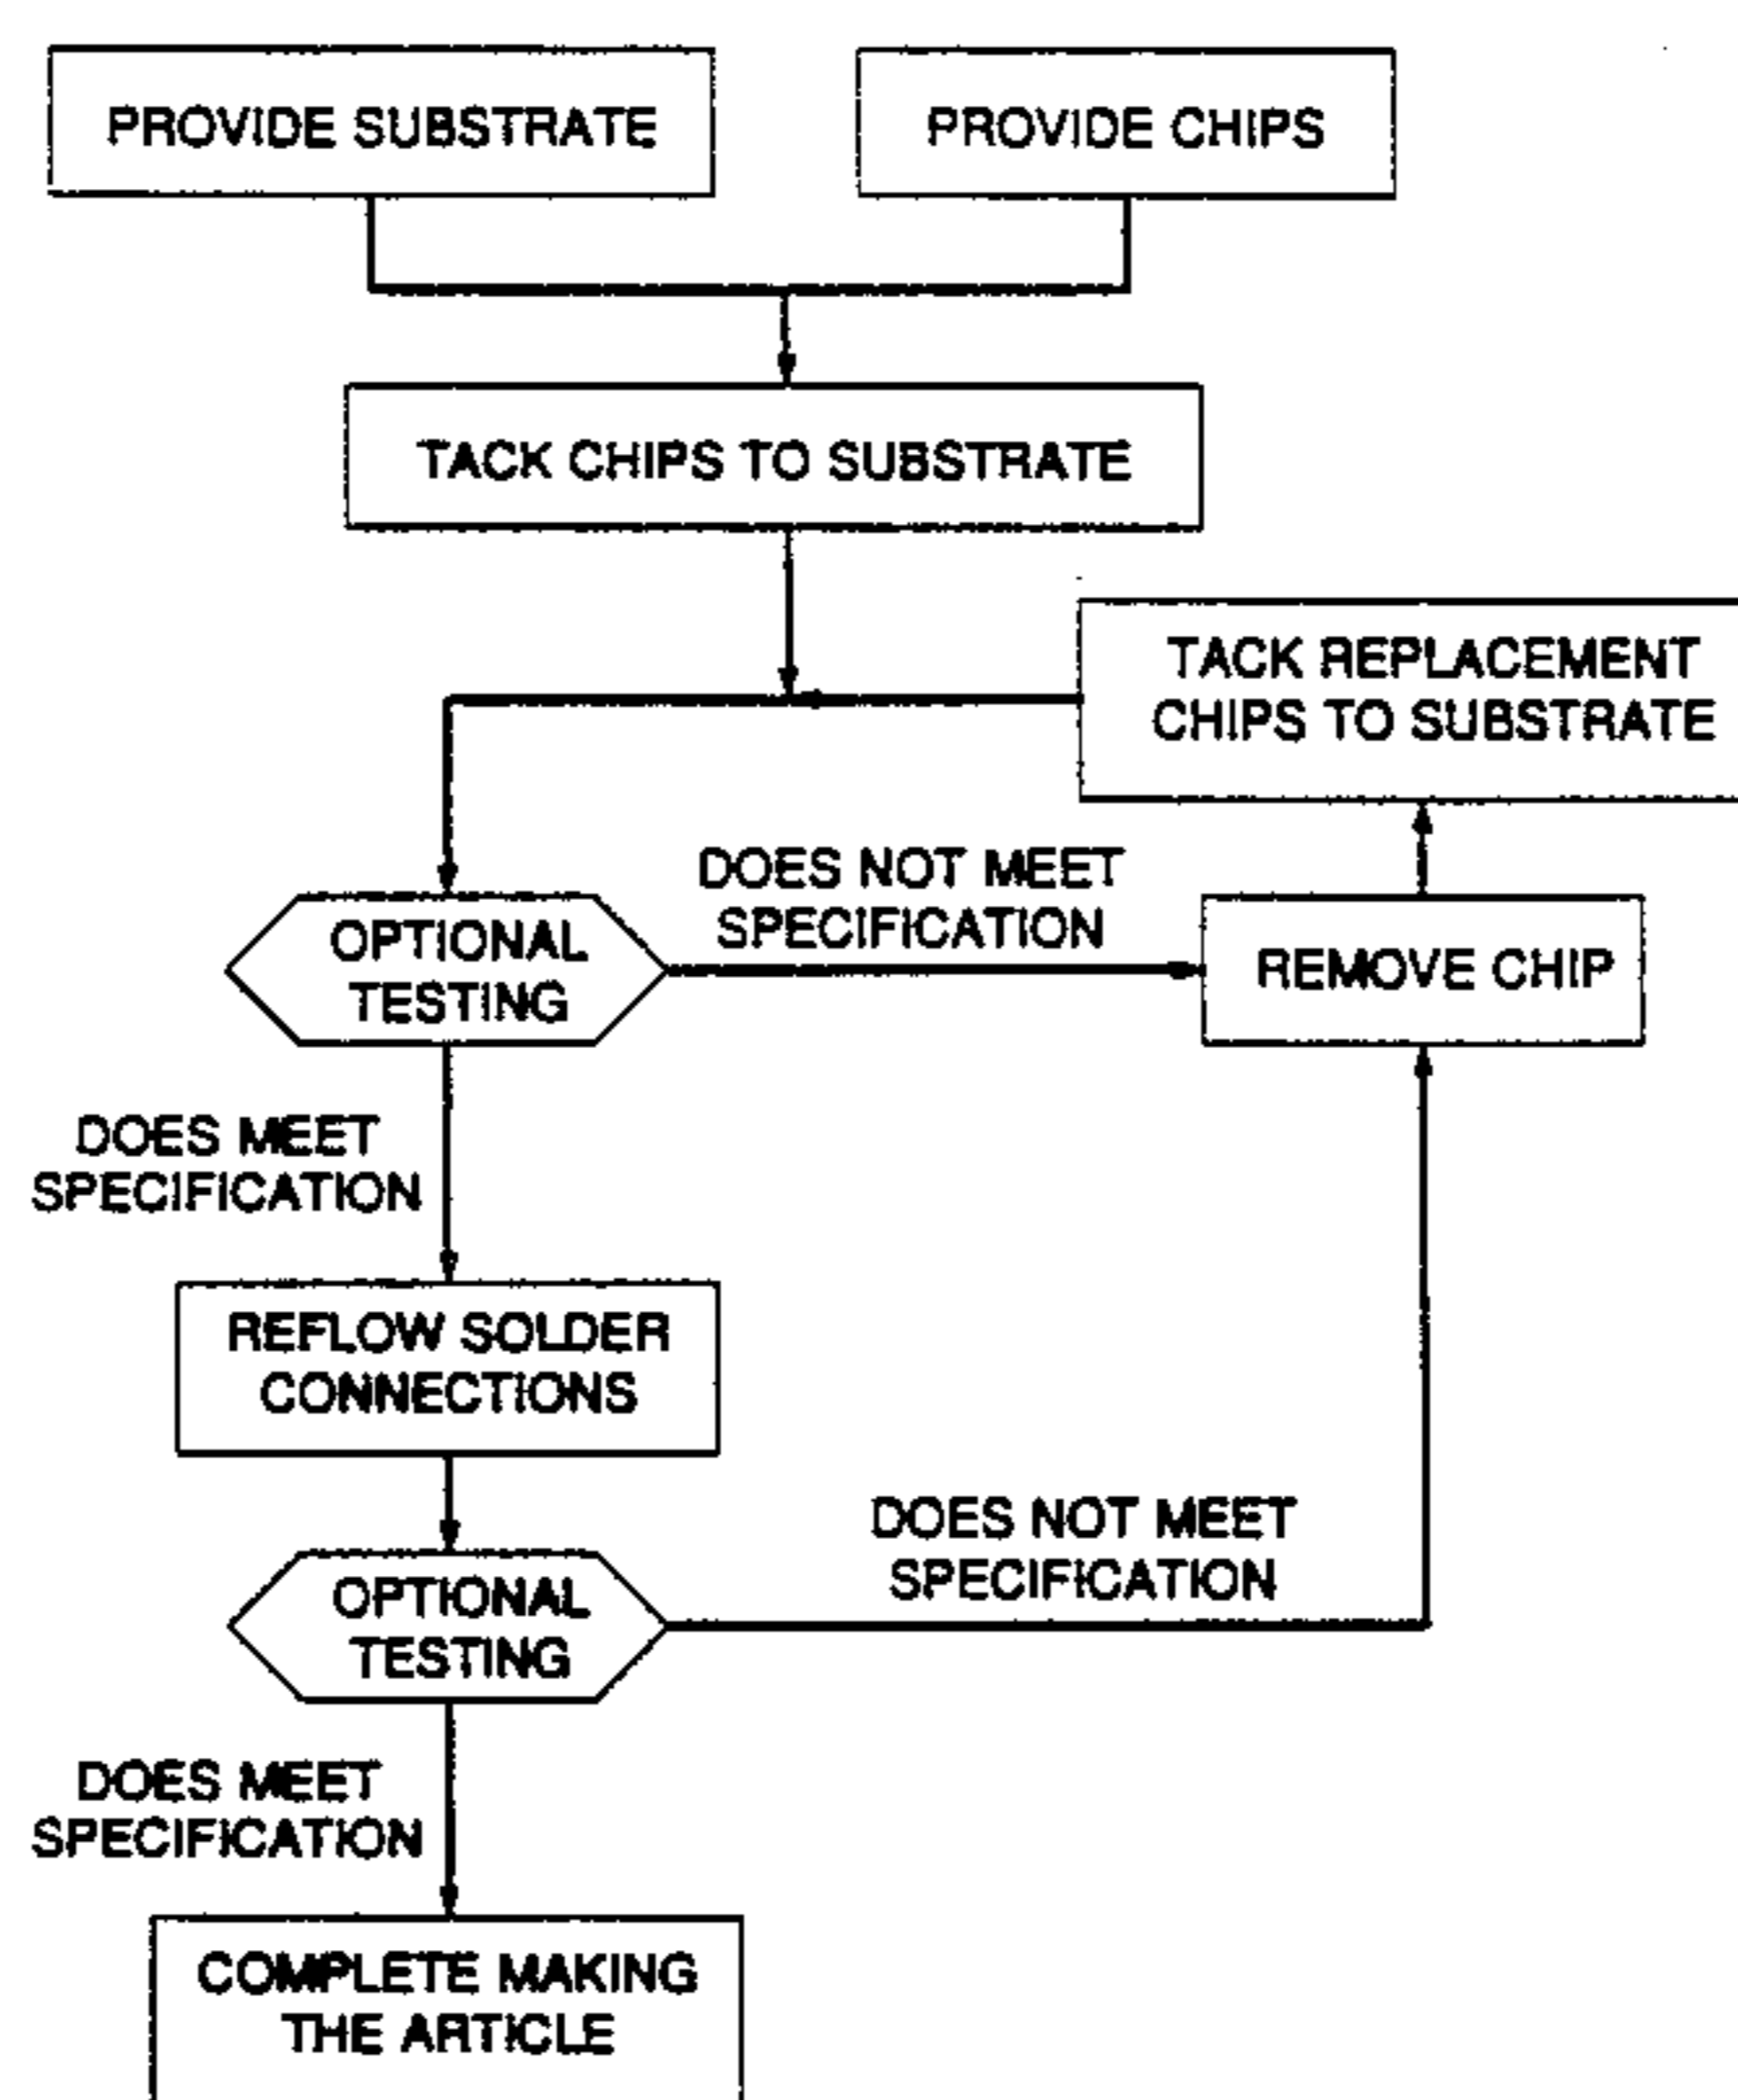 PROVIDE SUBSTRATE
PROVIDE CHIPS
TACK CHIPS TO SUBSTRATE
TACK REPLACEMENT
CHIPS TO SUBSTRATE
OPTIONAL
TESTING
DOES NOT MEET
SPECIFICATION
REMOVE CHIP
DOES MEET
SPECIFICATION
REFLOW SOLDER
CONNECTIONS
OPTIONAL
TESTING
DOES NOT MEET
SPECIFICATION
DOES MEET
SPECIFICATION
COMPLETE MAKING
THE ARTICLE